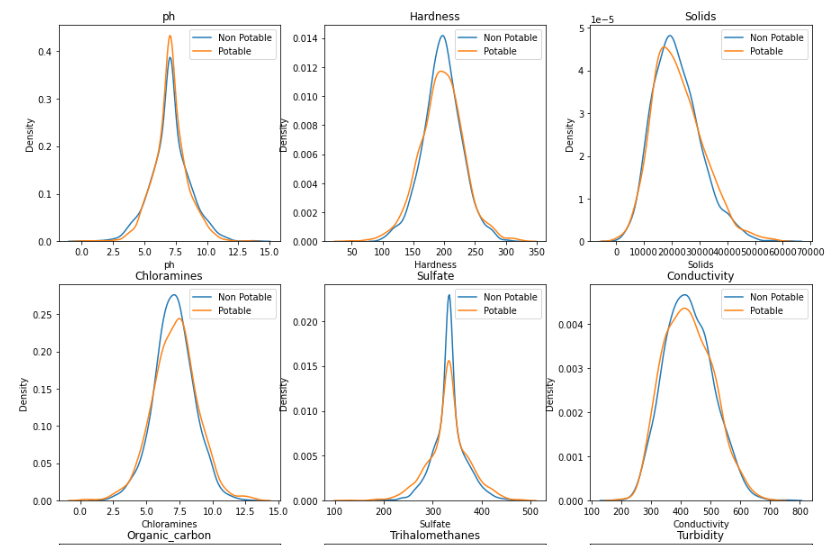 ph
Hardness
Solids
1e−5
Non Potable
Potable
Non Potable
Potable
Non Potable
Potable
0.4
0.3
0.2
0.1
0.0
Density
0.0
2.5
5.0
7.5
10.0
12.5
15.0
ph
0.014
0.012
0.010
0.008
0.006
0.004
0.002
0.000
Density
50
100
150
200
250
300
350
Hardness
5
4
3
2
1
0
Density
0
10000
20000
30000
40000
50000
60000
70000
Solids
Chloramines
Sulfate
Conductivity
Non Potable
Potable
Non Potable
Potable
Non Potable
Potable
0.25
0.20
0.15
0.10
0.05
0.00
Density
0.0
2.5
5.0
7.5
10.0
12.5
15.0
Chloramines
0.020
0.015
0.010
0.005
0.000
Density
100
200
300
400
500
Sulfate
0.004
0.003
0.002
0.001
0.000
Density
100
200
300
400
500
600
700
800
Conductivity
Organic_carbon
Trihalomethanes
Turbidity